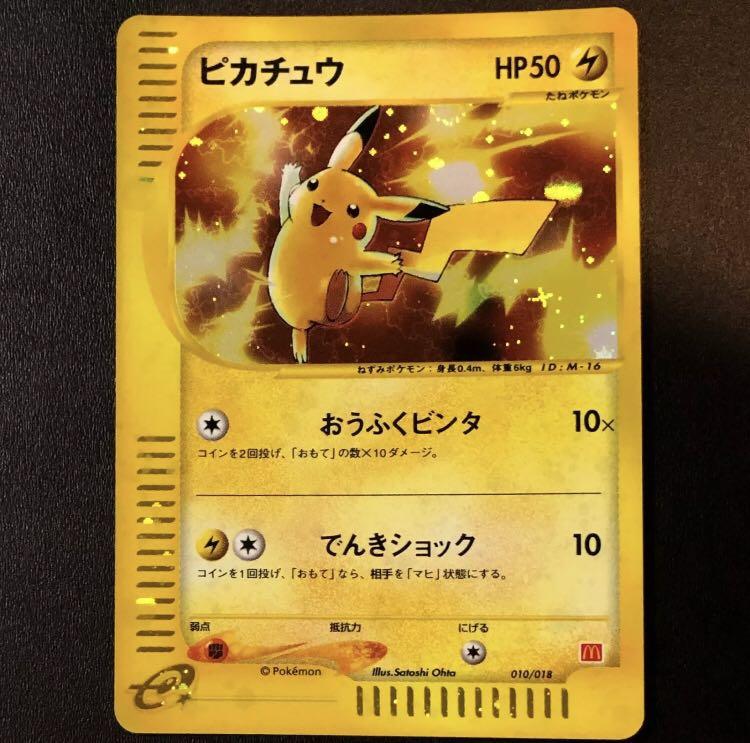 ピカチュウ HP50
たねポケモン
ねずみポケモン：身長0.4m、体重6kg ID:M-16
おうふくビンタ 10×
コインを2回投げ、「おもて」の数×10ダメージ。
でんきショック 10
コインを1回投げ、「おもて」なら、相手を「マヒ」状態にする。
弱点 抵抗力 にげる
©Pokémon Illus.Satoshi Ohta 010/018